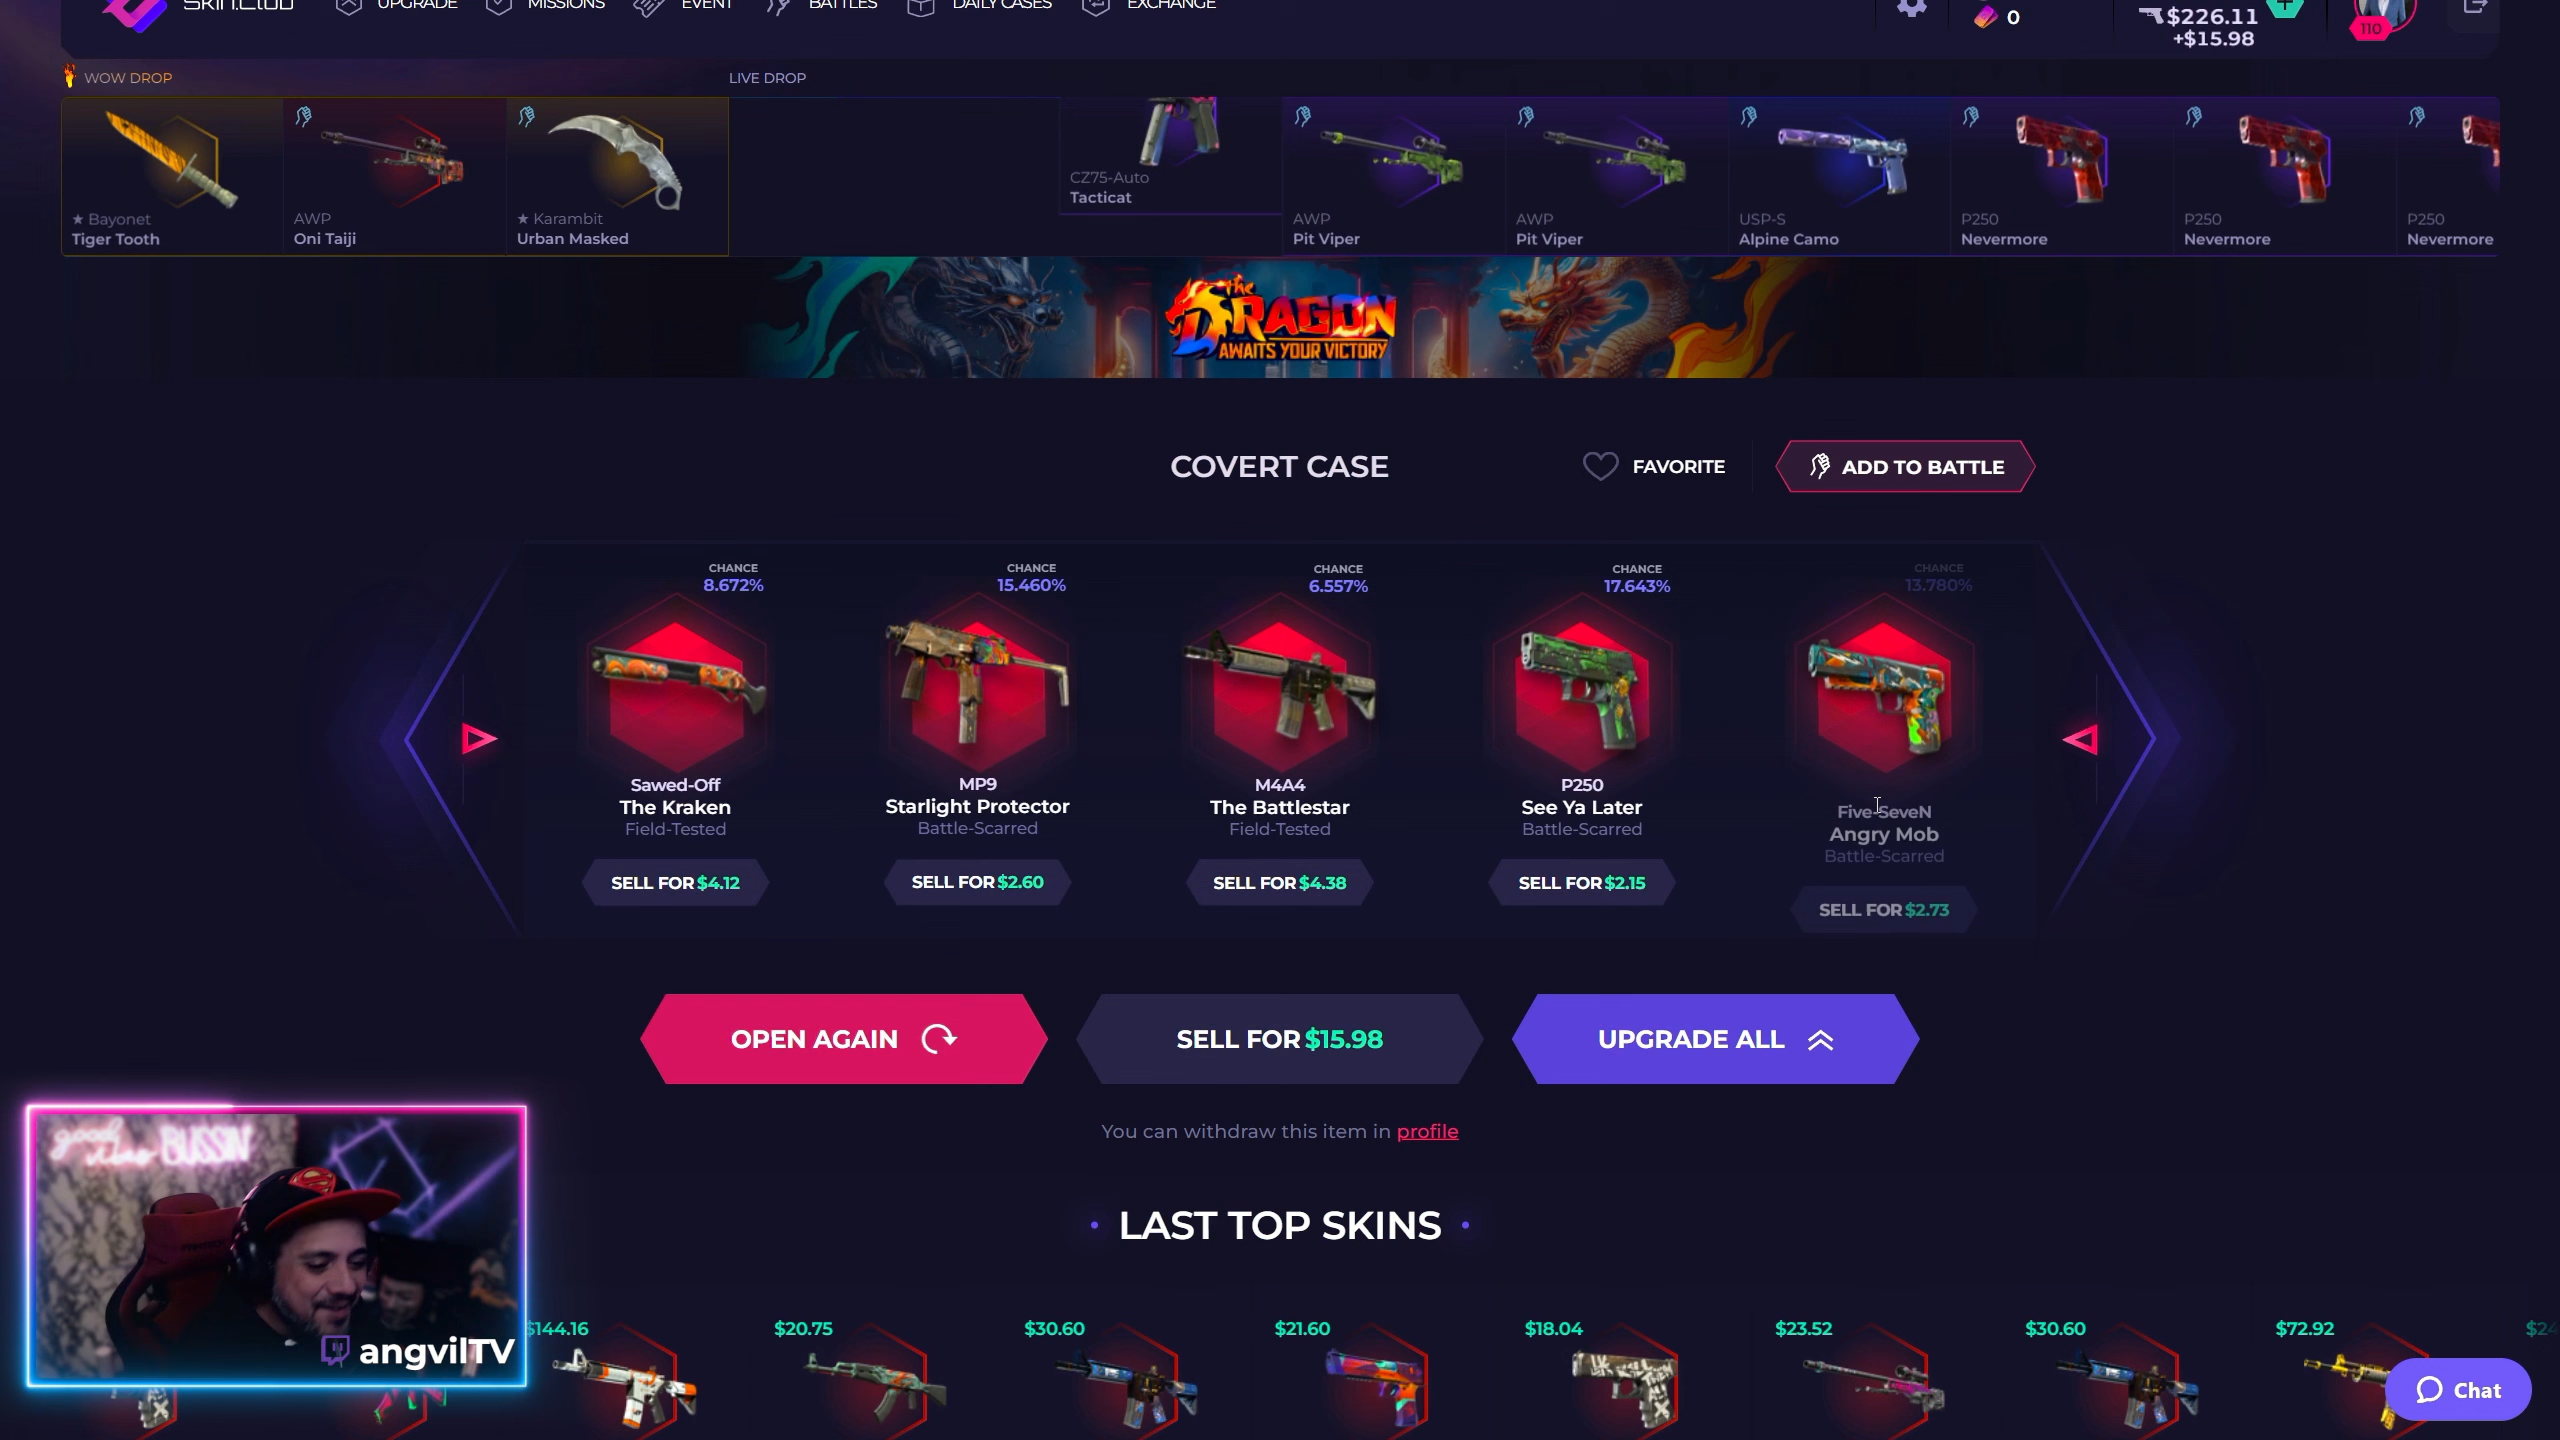 SKIN.CLUB
UPGRADE
MISSIONS
EVENT
BATTLES
DAILY CASES
EXCHANGE
0
$226.11
+$15.98
110
WOW DROP
LIVE DROP
★ Bayonet
Tiger Tooth
AWP
Oni Taiji
★ Karambit
Urban Masked
CZ75-Auto
Tacticat
AWP
Pit Viper
AWP
Pit Viper
USP-S
Alpine Camo
P250
Nevermore
P250
Nevermore
P250
Nevermore
the
DRAGON
AWAITS YOUR VICTORY
COVERT CASE
FAVORITE
ADD TO BATTLE
CHANCE
8.672%
Sawed-Off
The Kraken
Field-Tested
SELL FOR $4.12
CHANCE
15.460%
MP9
Starlight Protector
Battle-Scarred
SELL FOR $2.60
CHANCE
6.557%
M4A4
The Battlestar
Field-Tested
SELL FOR $4.38
CHANCE
17.643%
P250
See Ya Later
Battle-Scarred
SELL FOR $2.15
CHANCE
13.780%
Five-SeveN
Angry Mob
Battle-Scarred
SELL FOR $2.73
OPEN AGAIN
SELL FOR $15.98
UPGRADE ALL
You can withdraw this item in profile
good vibes
BUSSIN'
angvilTV
LAST TOP SKINS
$144.16
$20.75
$30.60
$21.60
$18.04
$23.52
$30.60
$72.92
Chat